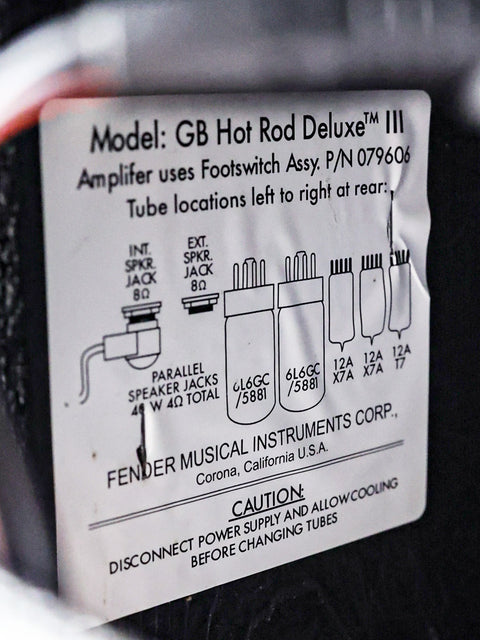 Model: GB Hot Rod Deluxe™ III
Amplifer uses Footswitch Assy. P/N 079606
Tube locations left to right at rear:
INT.
SPKR.
JACK
8Ω
EXT.
SPKR.
JACK
8Ω
PARALLEL
SPEAKER JACKS
40 W 4Ω TOTAL
6L6GC
/5881
6L6GC
/5881
12A
X7A
12A
X7A
12A
T7
FENDER MUSICAL INSTRUMENTS CORP.,
Corona, California U.S.A.
CAUTION:
DISCONNECT POWER SUPPLY AND ALLOW COOLING
BEFORE CHANGING TUBES